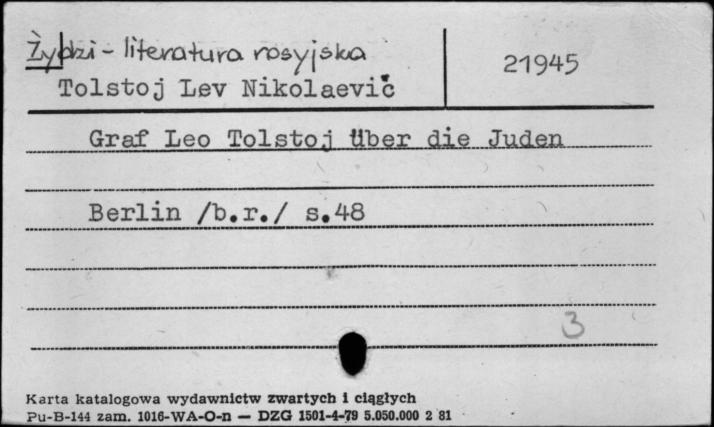 Żydzi - literatura rosyjska
21945
Tolstoj Lev Nikolaevič
Graf Leo Tolstoj über die Juden
Berlin /b.r./ s.48
3
Karta katalogowa wydawnictw zwartych i ciągłych
Pu-B-144 zam. 1016-WA-O-n — DZG 1501-4-79 5.050.000 2 81